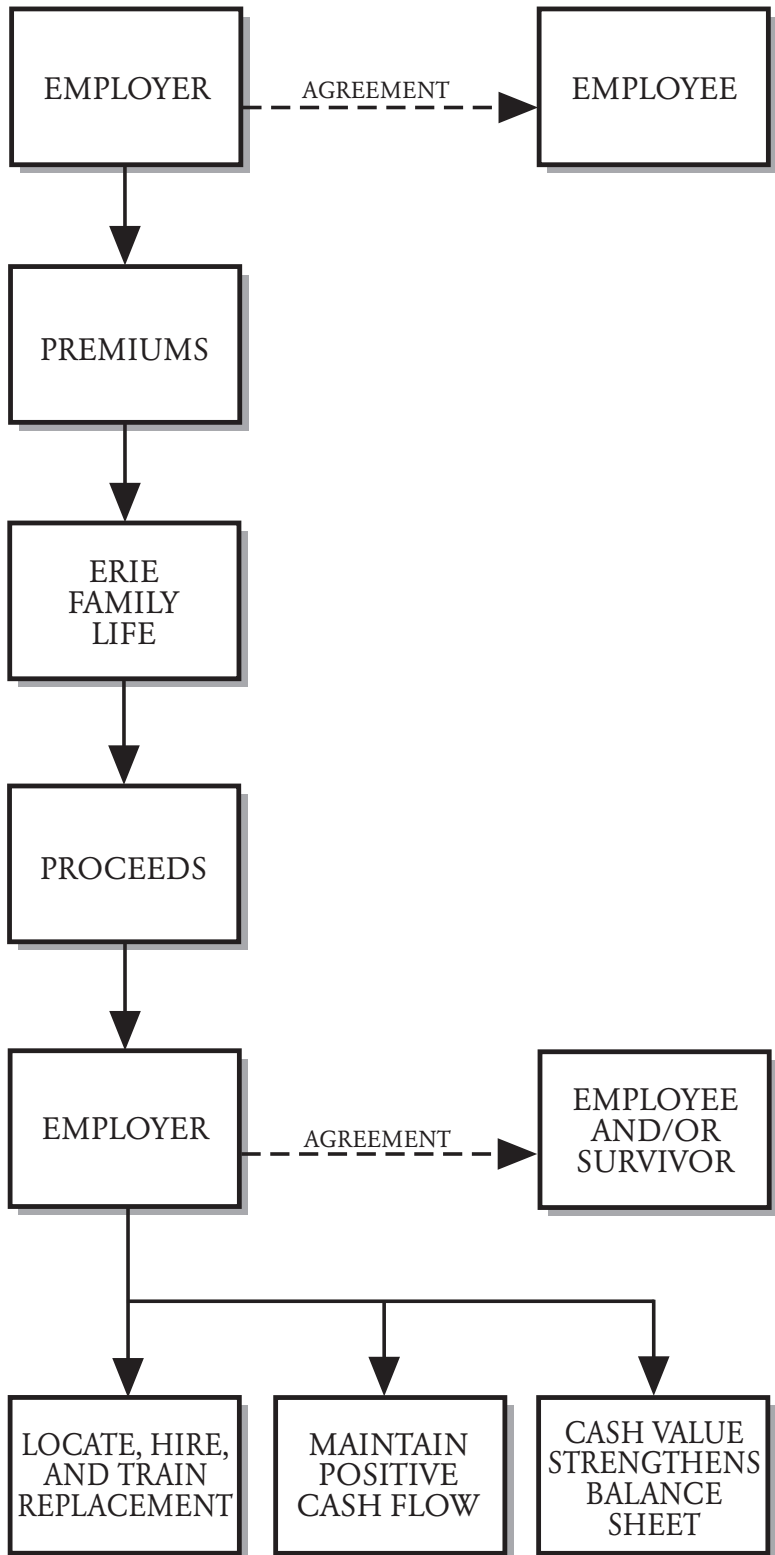 EMPLOYER
AGREEMENT
EMPLOYEE
PREMIUMS
ERIE
FAMILY
LIFE
PROCEEDS
EMPLOYER
AGREEMENT
EMPLOYEE
AND/OR
SURVIVOR
LOCATE, HIRE,
AND TRAIN
REPLACEMENT
MAINTAIN
POSITIVE
CASH FLOW
CASH VALUE
STRENGTHENS
BALANCE
SHEET